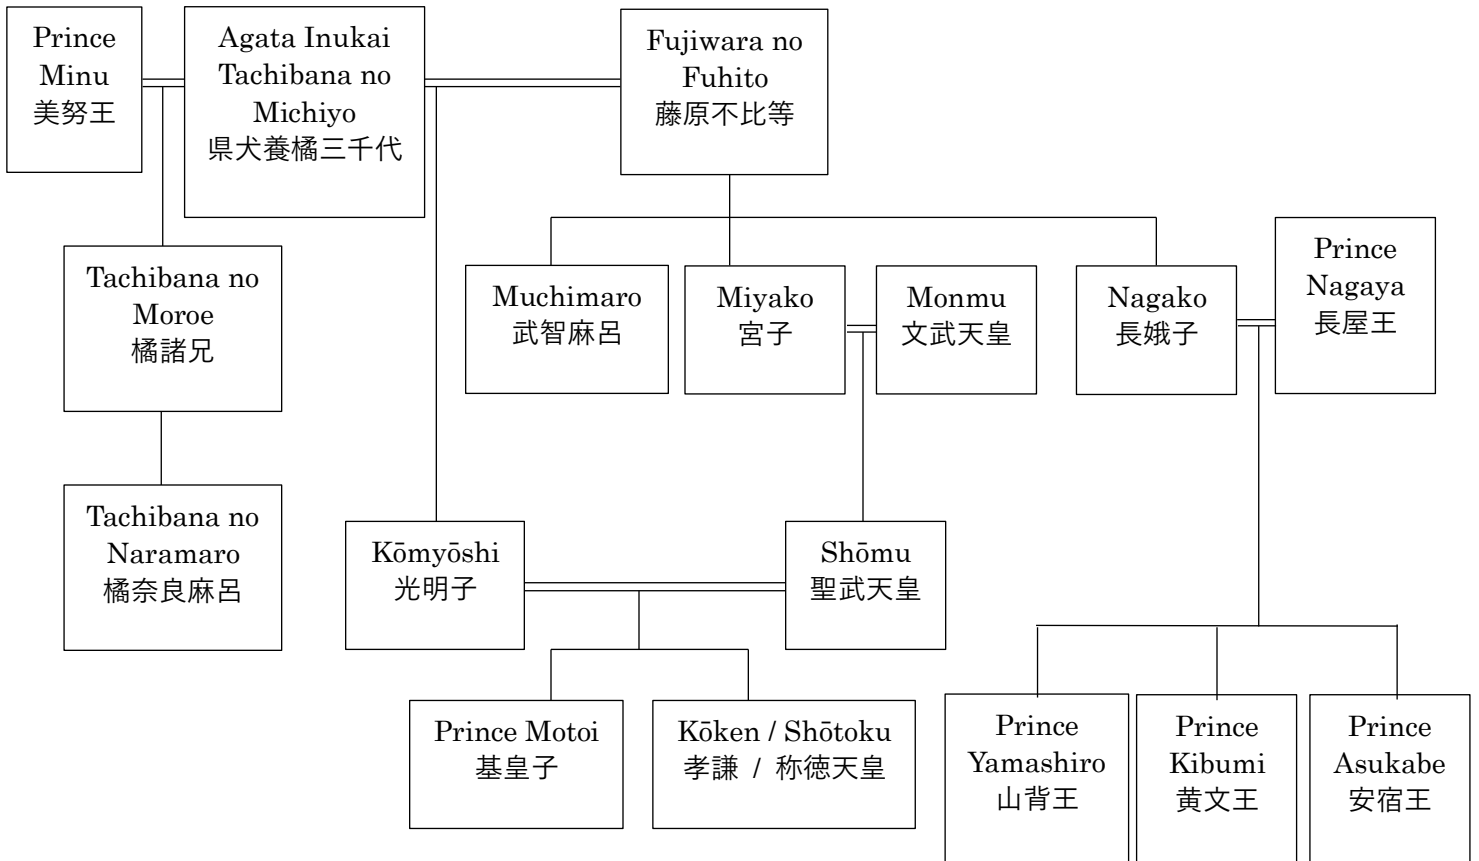 Prince
Minu
美努王
Agata Inukai
Tachibana no
Michiyo
県犬養橘三千代
Fujiwara no
Fuhito
藤原不比等
Tachibana no
Moroe
橘諸兄
Muchimaro
武智麻呂
Miyako
宮子
Monmu
文武天皇
Nagako
長娥子
Prince
Nagaya
長屋王
Tachibana no
Naramaro
橘奈良麻呂
Kōmyōshi
光明子
Shōmu
聖武天皇
Prince Motoi
基皇子
Kōken / Shōtoku
孝謙 / 称徳天皇
Prince
Yamashiro
山背王
Prince
Kibumi
黄文王
Prince
Asukabe
安宿王